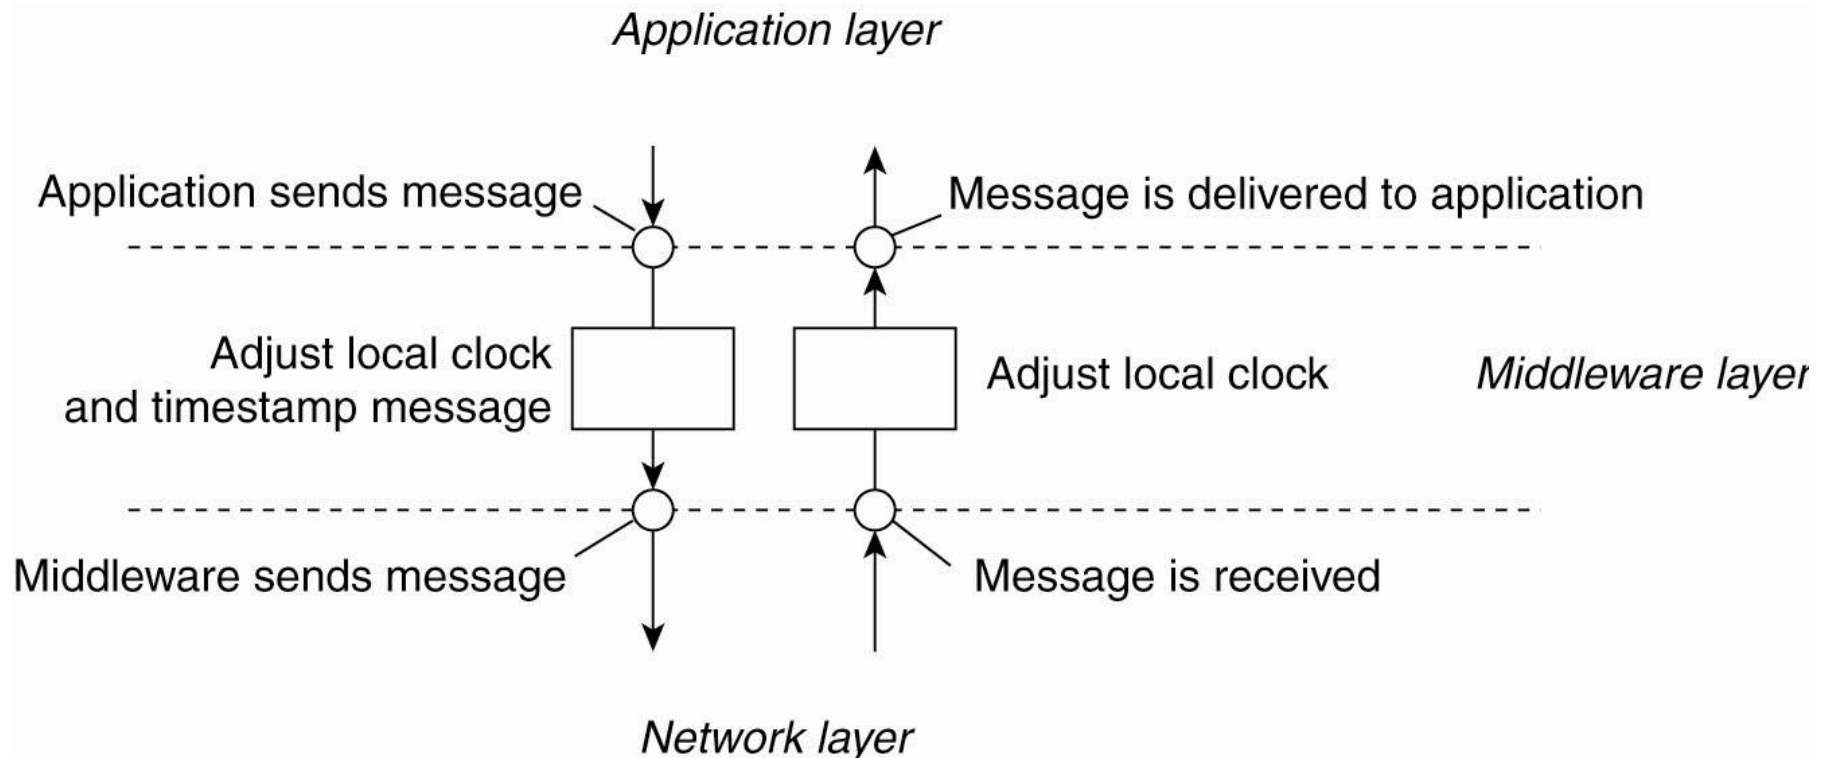 Application layer
Application sends message
Message is delivered to application
Adjust local clock
and timestamp message
Adjust local clock
Middleware layer
Middleware sends message
Message is received
Network layer